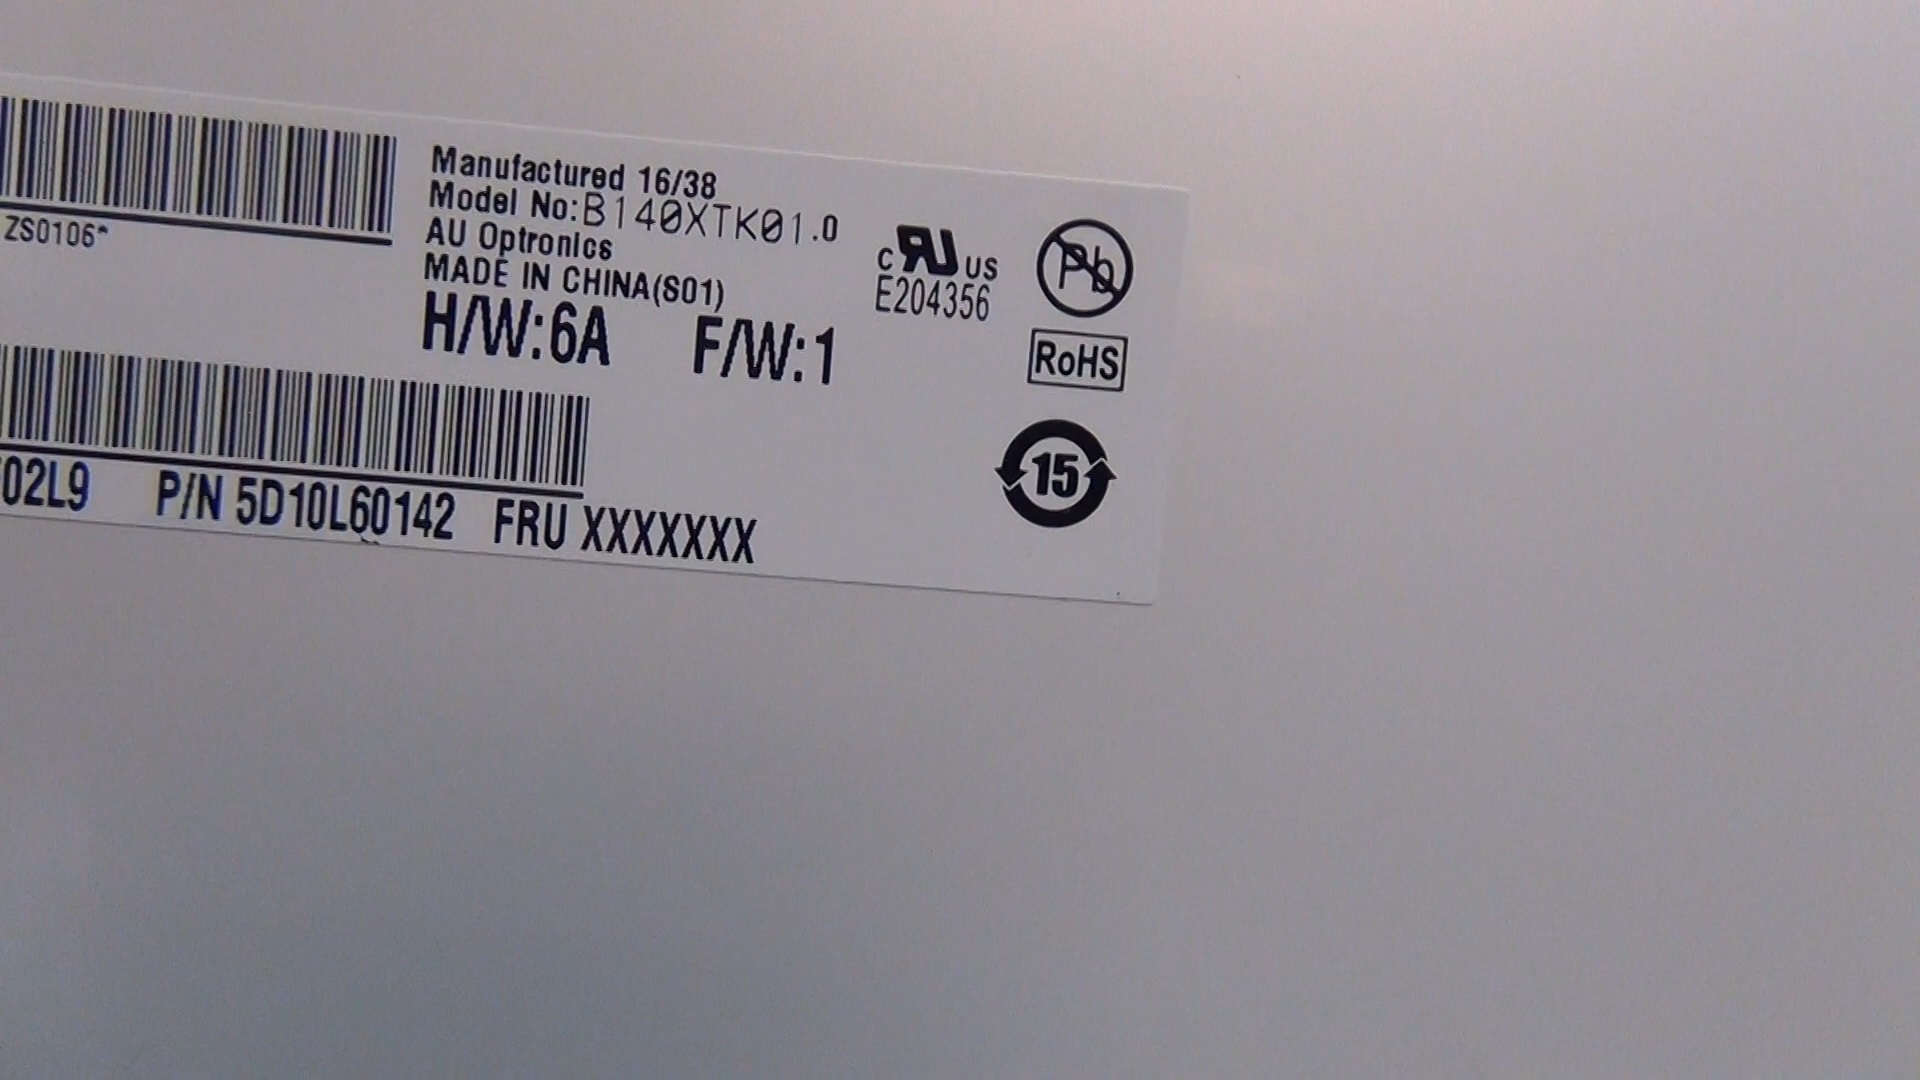 ZS0106*
Manufactured 16/38
Model No:B140XTK01.0
AU Optronics
MADE IN CHINA(S01)
H/W:6A F/W:1
c RU US
E204356
Pb
RoHS
15
02L9 P/N 5D10L60142 FRU XXXXXXX